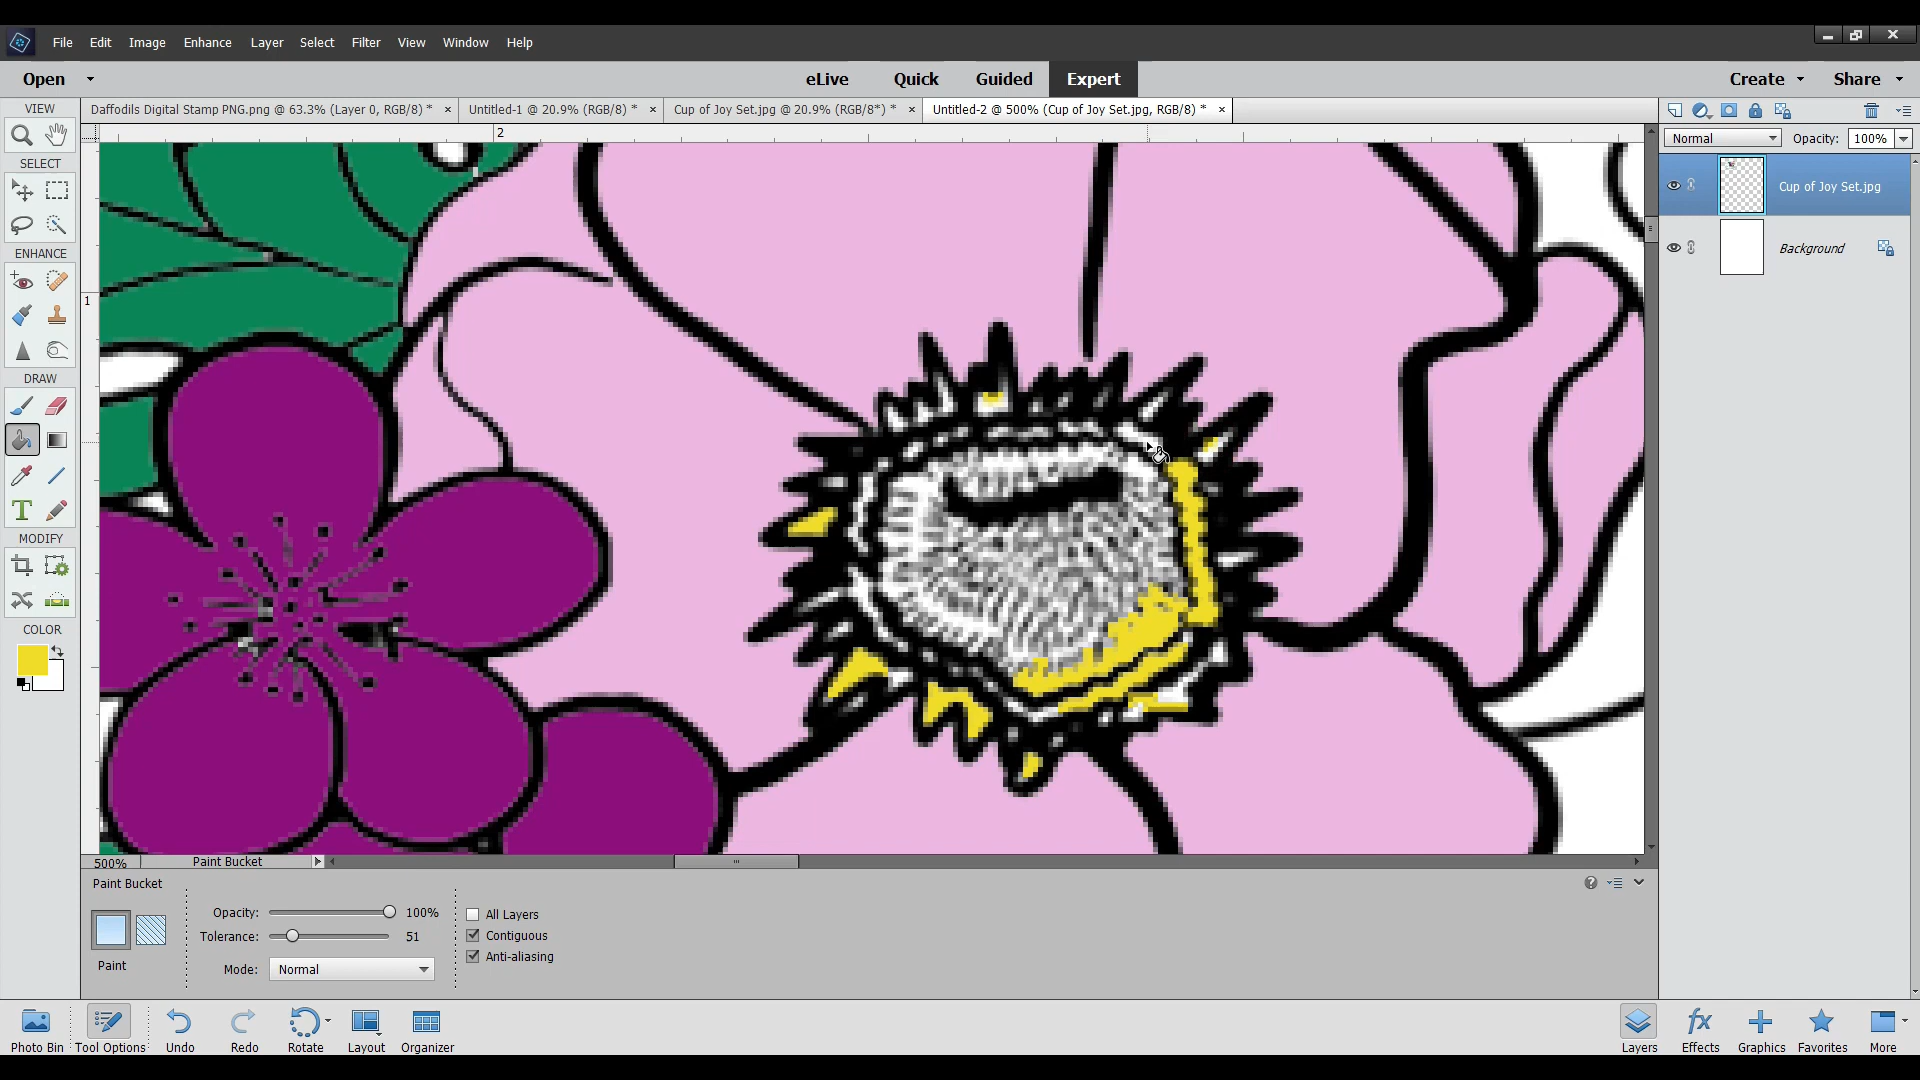 File Edit Image Enhance Layer Select Filter View Window Help
Open eLive Quick Guided Expert Create Share
VIEW
Daffodils Digital Stamp PNG.png @ 63.3% (Layer 0, RGB/8) * × Untitled-1 @ 20.9% (RGB/8) * × Cup of Joy Set.jpg @ 20.9% (RGB/8*) * × Untitled-2 @ 500% (Cup of Joy Set.jpg, RGB/8) * ×
2
Normal Opacity: 100%
SELECT
Cup of Joy Set.jpg
ENHANCE
Background
1
DRAW
MODIFY
COLOR
500% Paint Bucket
Paint Bucket
Opacity: 100% All Layers
Tolerance: 51 Contiguous
Paint
Anti-aliasing
Mode: Normal
Photo Bin Tool Options Undo Redo Rotate Layout Organizer Layers Effects Graphics Favorites More